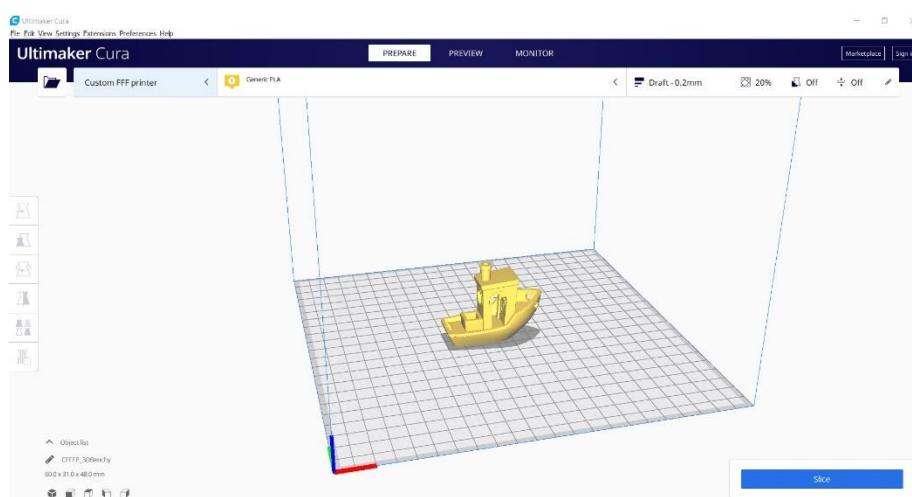 Ultimaker Cura
File Edit View Settings Extensions Preferences Help
Ultimaker Cura
PREPARE
PREVIEW
MONITOR
Marketplace
Sign i
Custom FFF printer
Generic PLA
Draft - 0.2mm
20%
Off
Off
Object list
CFFFP_3DBenchy
60.0 x 31.0 x 48.0 mm
Slice